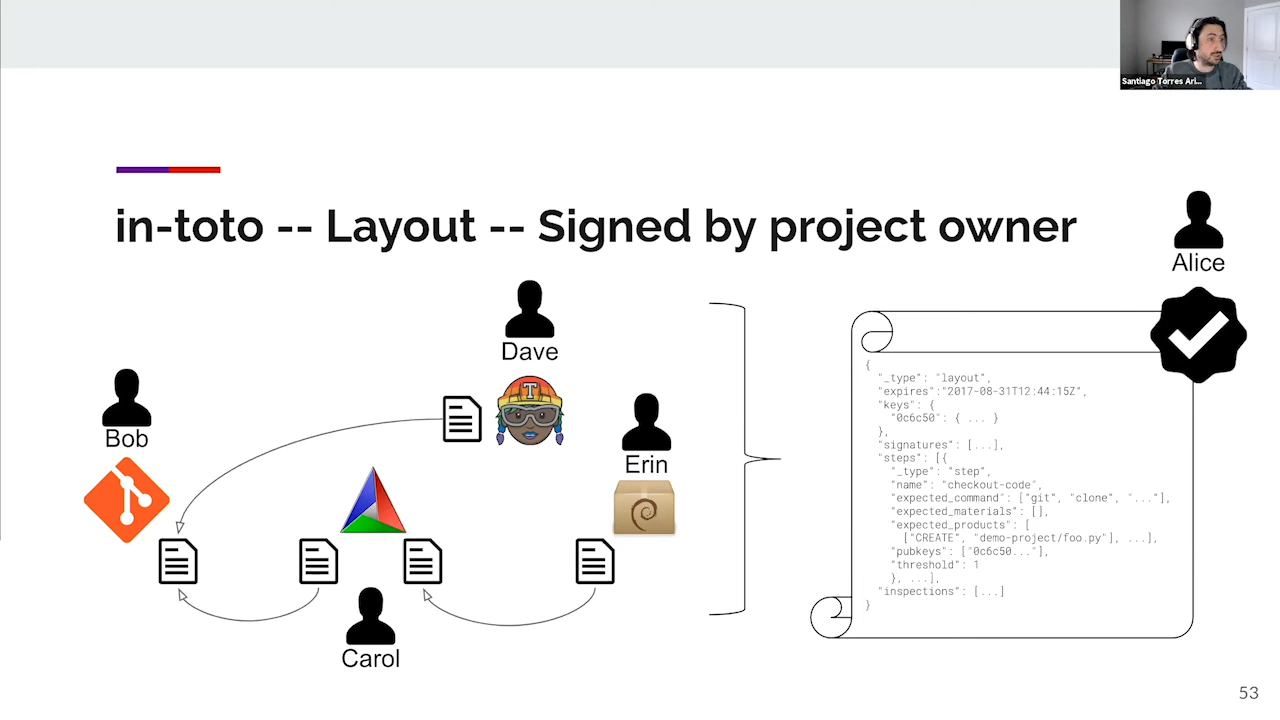 Santiago Torres Ari...
in-toto -- Layout -- Signed by project owner
Alice
Dave
T
Bob
Erin
Carol
{
"_type": "layout",
"expires":"2017-08-31T12:44:15Z",
"keys": {
"0c6c50": { ... }
},
"signatures": [...],
"steps": [{
"_type": "step",
"name": "checkout-code",
"expected_command": ["git", "clone", "..."],
"expected_materials": [],
"expected_products": [
["CREATE", "demo-project/foo.py"], ...],
"pubkeys": ["0c6c50..."],
"threshold": 1
}, ...],
"inspections": [...]
}
53